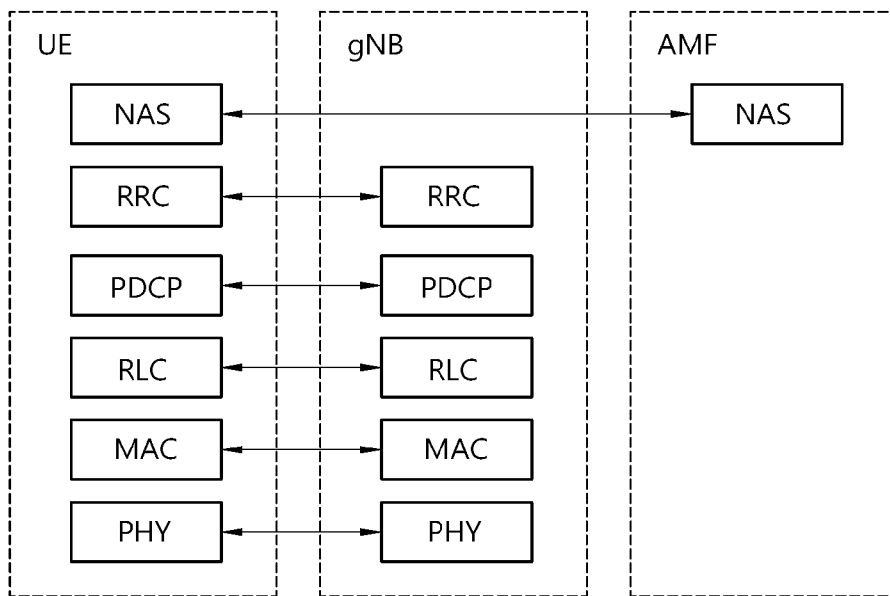 UE gNB AMF
NAS NAS
RRC RRC
PDCP PDCP
RLC RLC
MAC MAC
PHY PHY